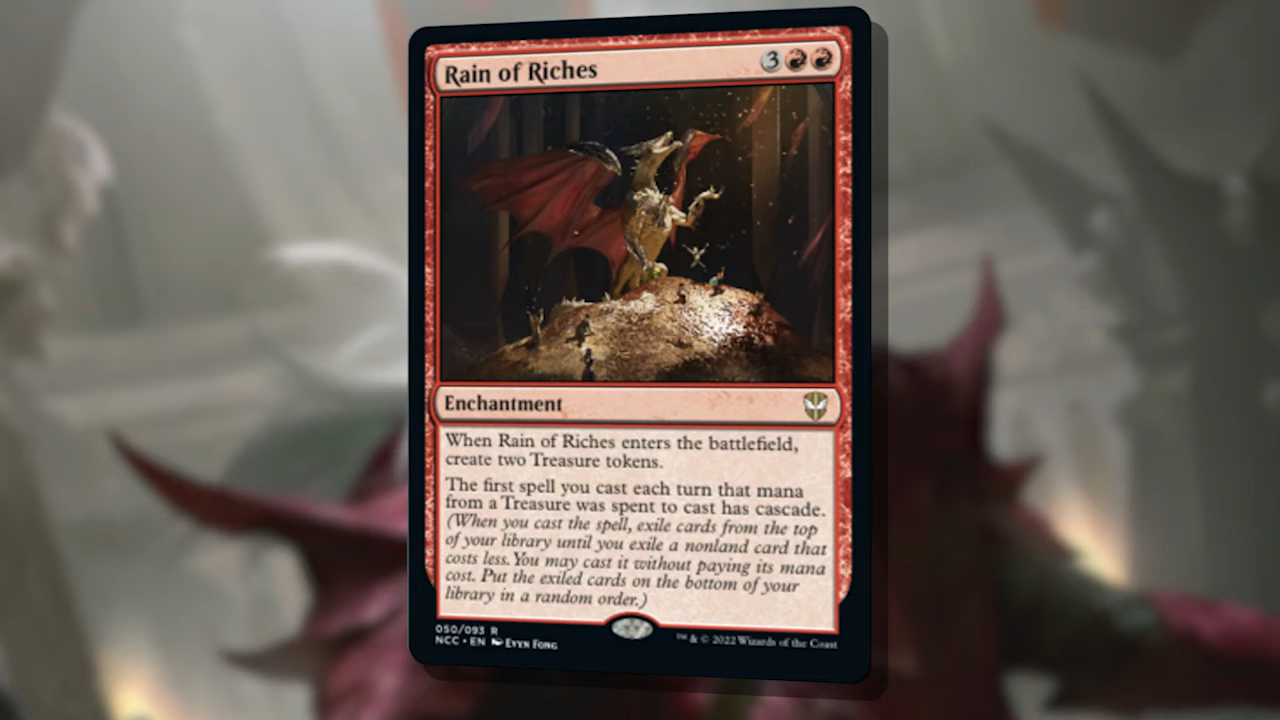 Rain of Riches 3
Enchantment
When Rain of Riches enters the battlefield,
create two Treasure tokens.
The first spell you cast each turn that mana
from a Treasure was spent to cast has cascade.
(When you cast the spell, exile cards from the top
of your library until you exile a nonland card that
costs less. You may cast it without paying its mana
cost. Put the exiled cards on the bottom of your
library in a random order.)
050/093 R
NCC • EN Evyn Fong
™ & © 2022 Wizards of the Coast